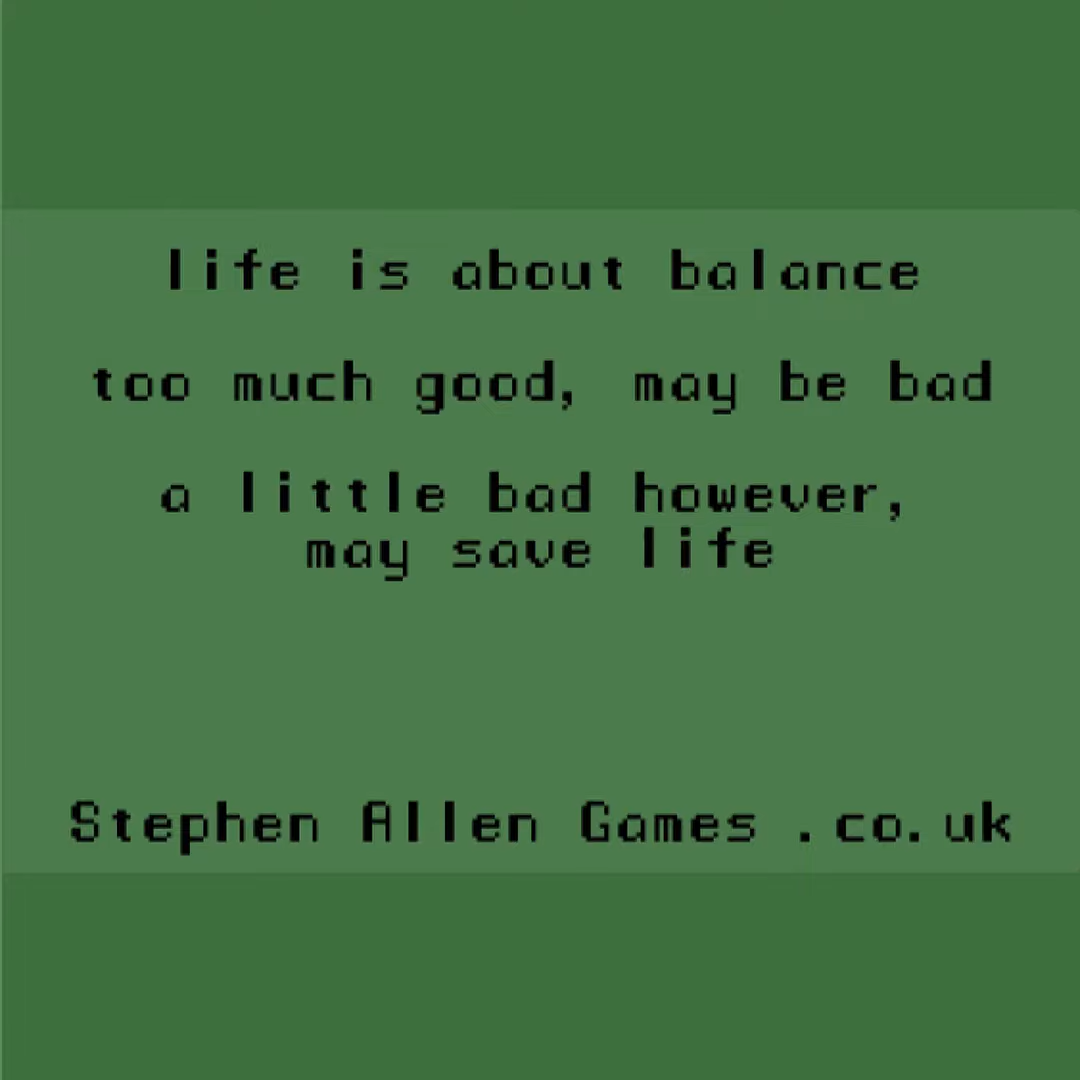 life is about balance
too much good, may be bad
a little bad however,
may save life
Stephen Allen Games .co.uk